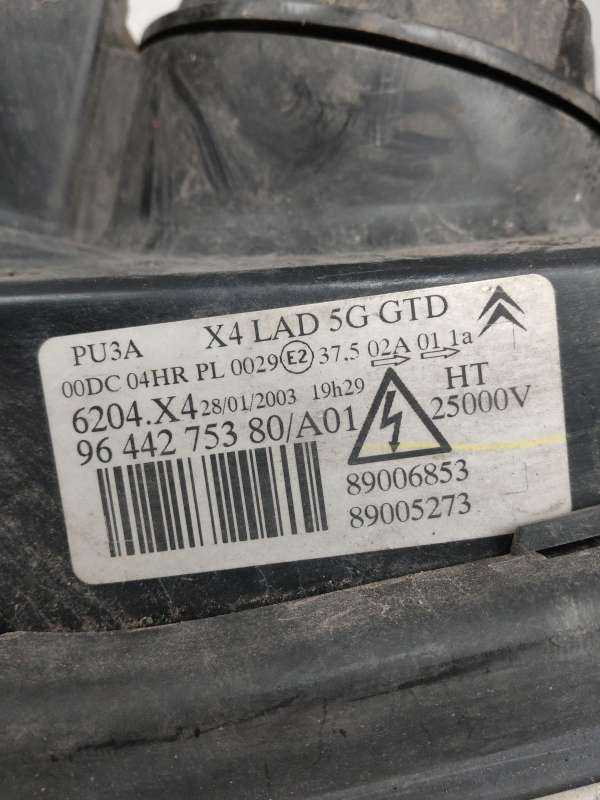 PU3A X4 LAD 5G GTD
00DC 04HR PL 0029 E2 37.5 02A 01 1a
6204.X4 28/01/2003 19h29 HT
96 442 753 80/A01 25000V
89006853
89005273